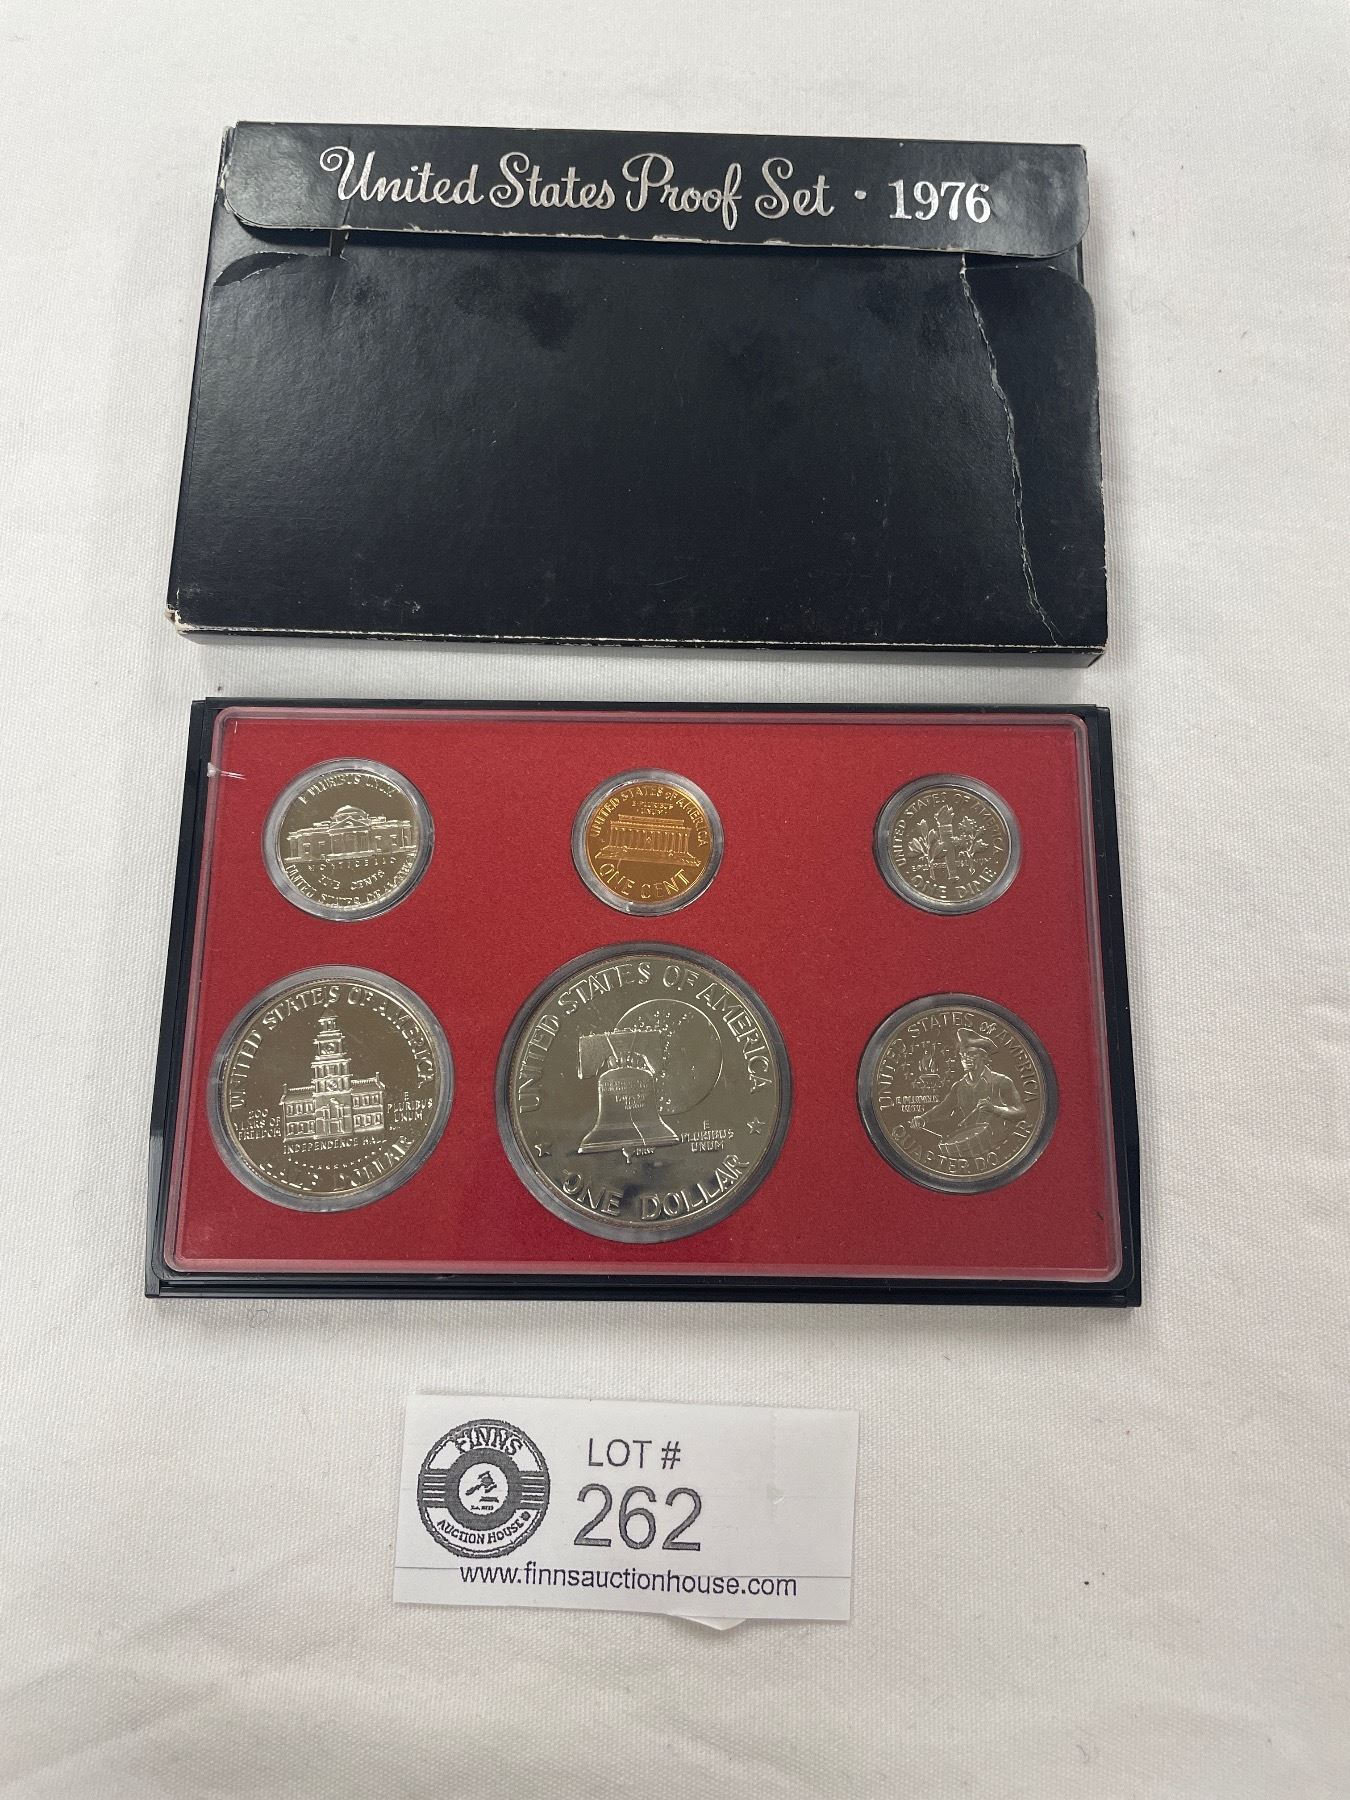 United States Proof Set · 1976
E PLURIBUS UNUM
MONTICELLO
FIVE CENTS
UNITED STATES OF AMERICA
UNITED STATES OF AMERICA
E PLURIBUS
UNUM
ONE CENT
UNITED STATES OF AMERICA
ONE DIME
UNITED STATES OF AMERICA
200
YEARS OF
FREEDOM
E
PLURIBUS
UNUM
INDEPENDENCE HALL
HALF DOLLAR
UNITED STATES OF AMERICA
E
PLURIBUS
UNUM
ONE DOLLAR
UNITED STATES OF AMERICA
E PLURIBUS
UNUM
QUARTER DOLLAR
FINNS
AUCTION HOUSE
LOT #
262
www.finnsauctionhouse.com